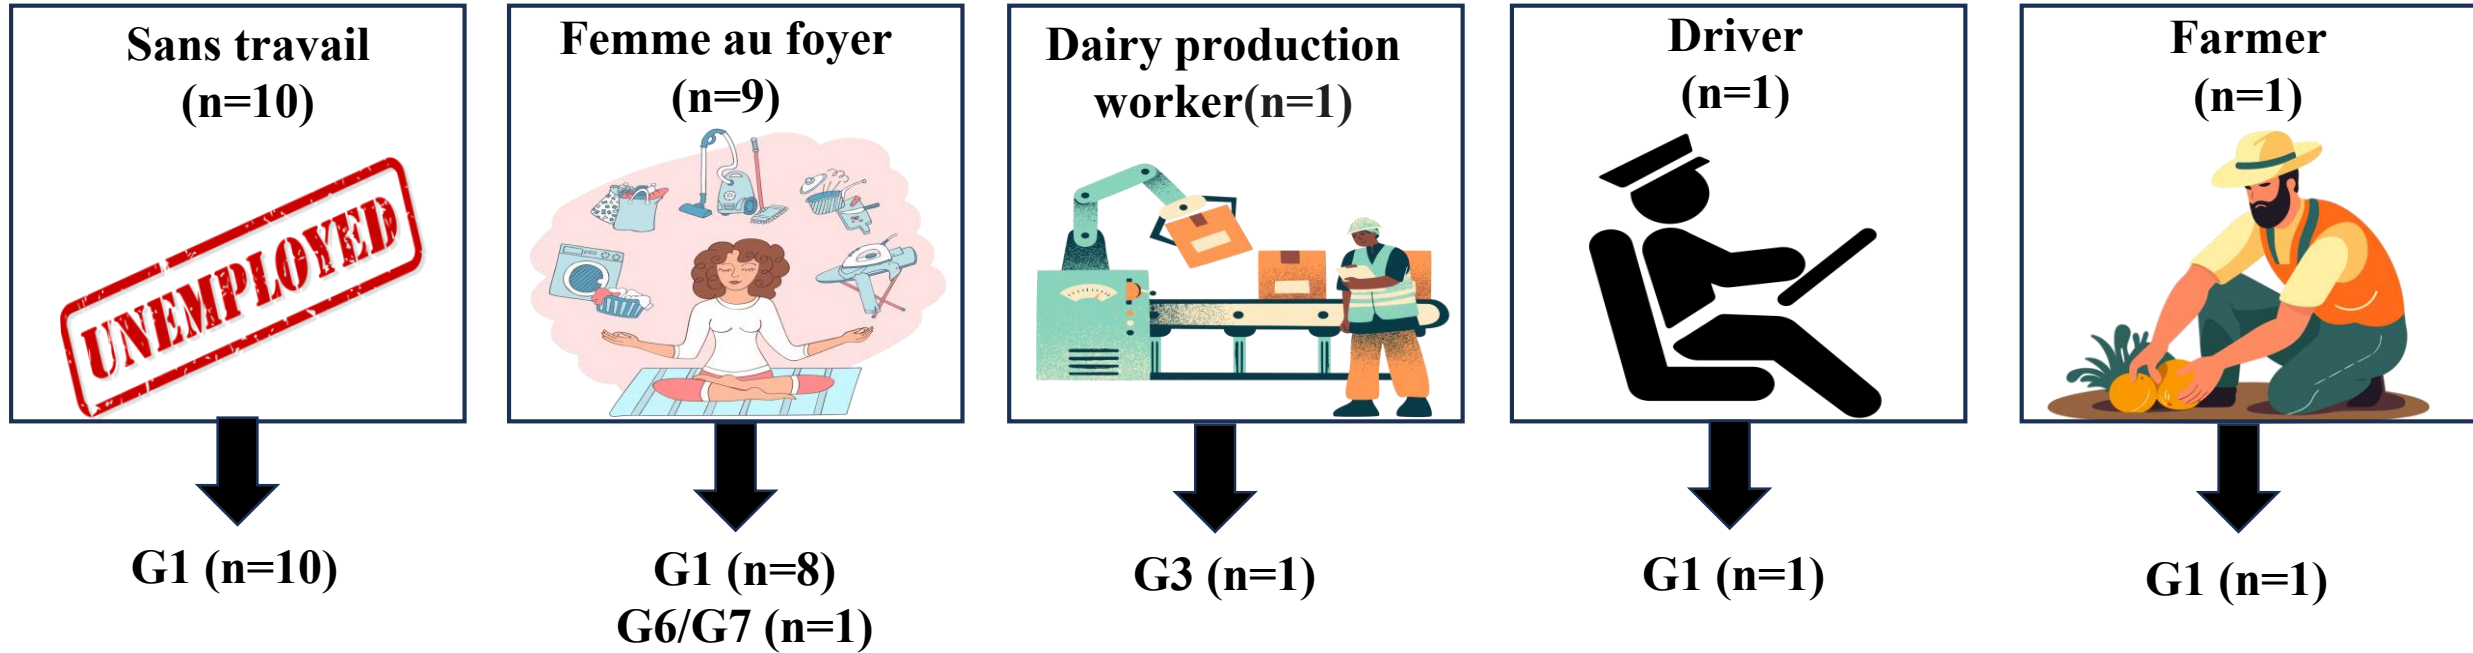 Sans travail
(n=10)
UNEMPLOYED
G1 (n=10)
Femme au foyer
(n=9)
G1 (n=8)
G6/G7 (n=1)
Dairy production
worker(n=1)
G3 (n=1)
Driver
(n=1)
G1 (n=1)
Farmer
(n=1)
G1 (n=1)